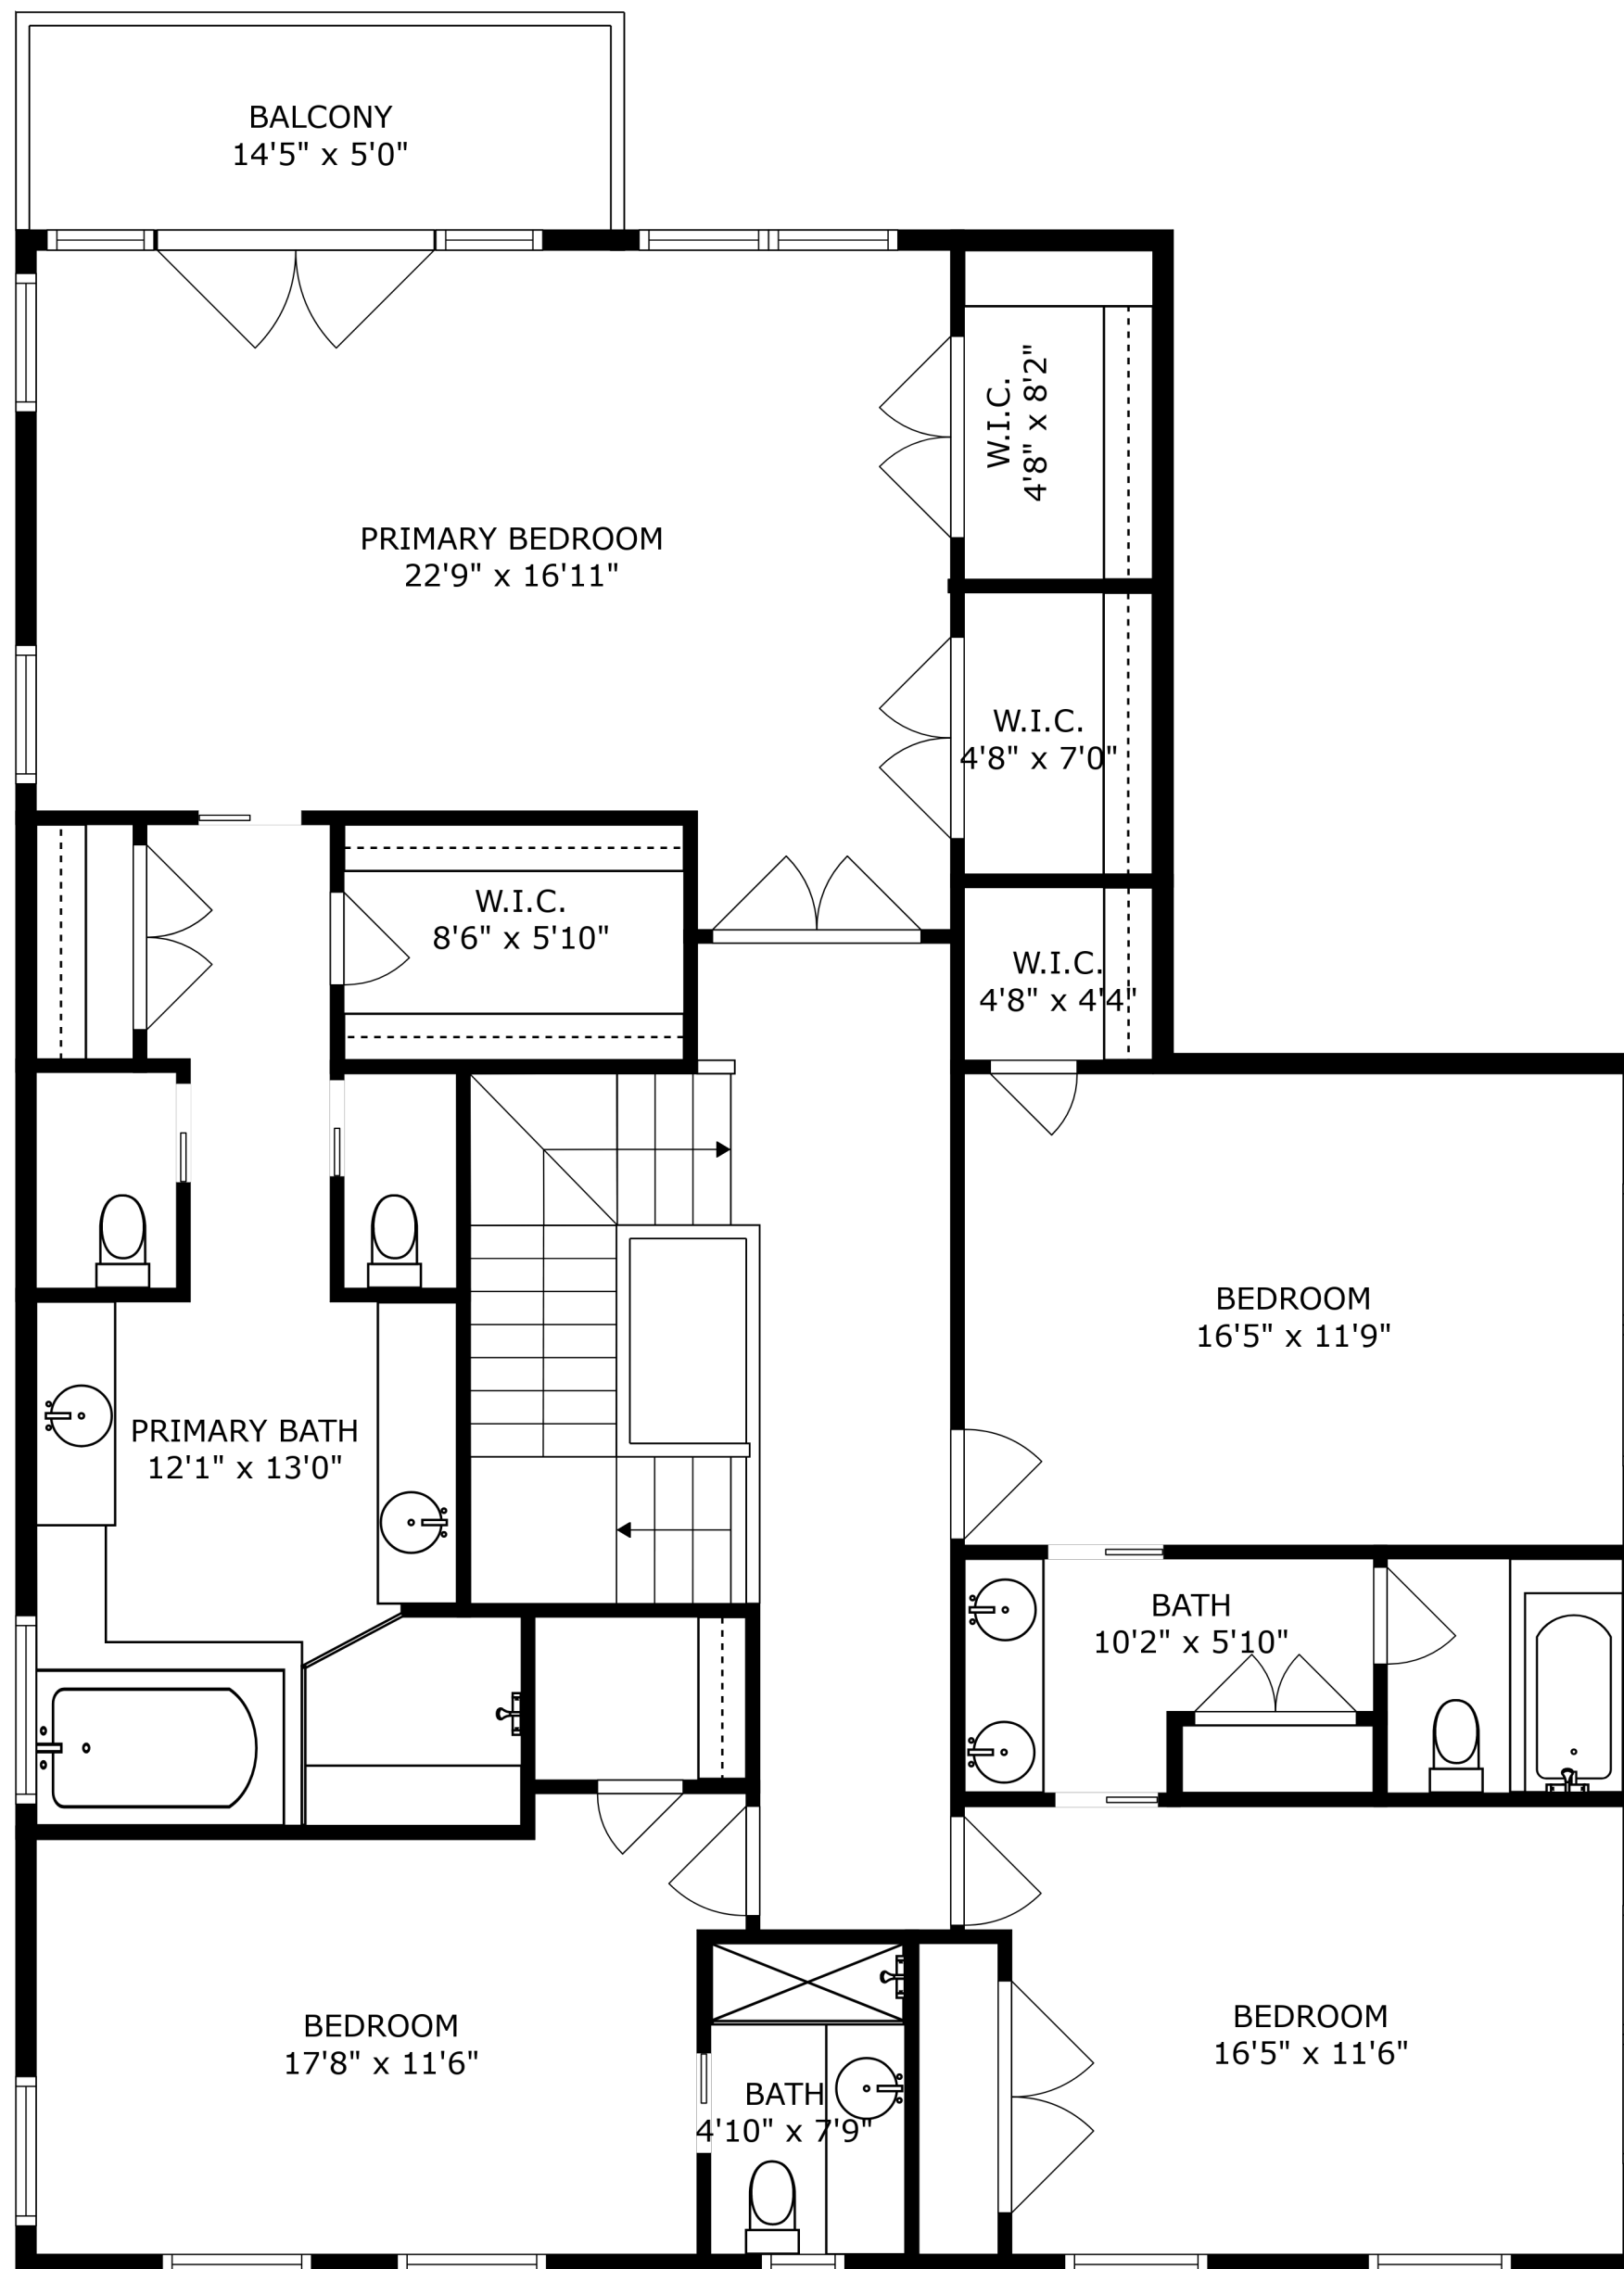 BALCONY
14'5" x 5'0"
PRIMARY BEDROOM
22'9" x 16'11"
W.I.C.
4'8" x 8'2"
W.I.C.
4'8" x 7'0"
W.I.C.
8'6" x 5'10"
W.I.C.
4'8" x 4'4"
BEDROOM
16'5" x 11'9"
PRIMARY BATH
12'1" x 13'0"
BATH
10'2" x 5'10"
BEDROOM
17'8" x 11'6"
BATH
4'10" x 7'9"
BEDROOM
16'5" x 11'6"